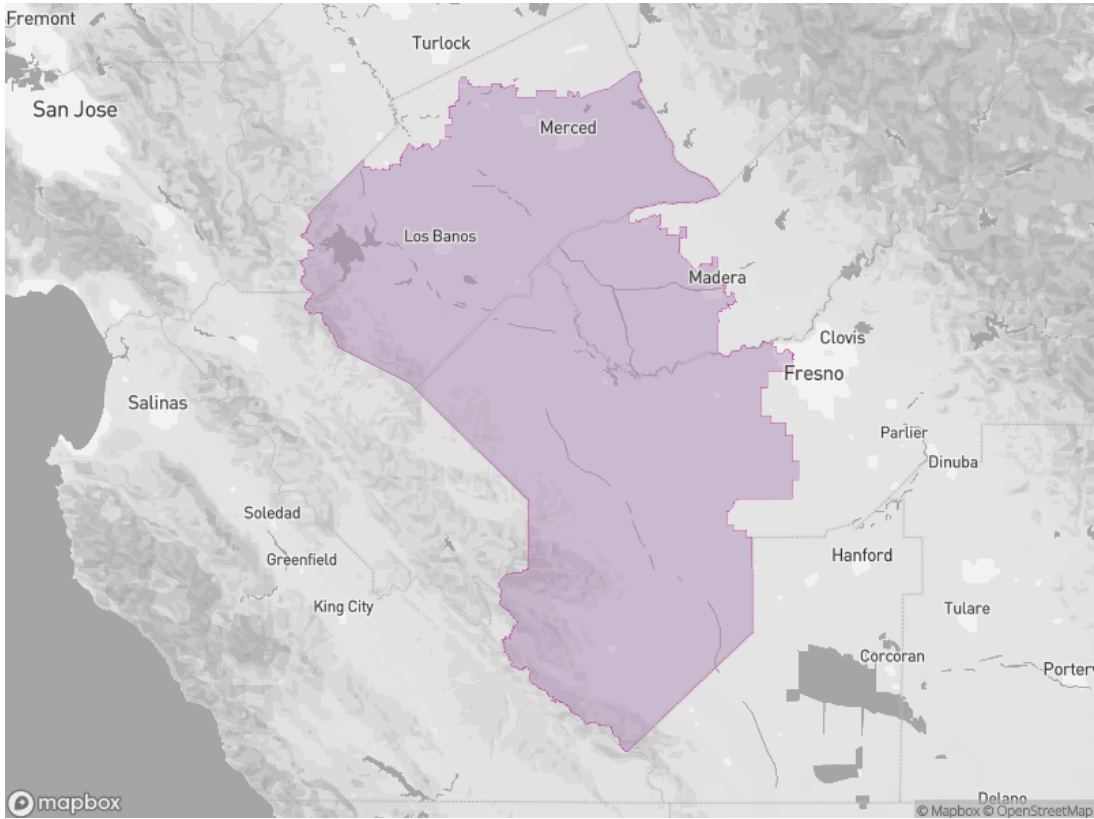 Fremont
Turlock
San Jose
Merced
Los Banos
Madera
Clovis
Fresno
Salinas
Parlier
Dinuba
Soledad
Greenfield
Hanford
King City
Tulare
Corcoran
Porterv
Delano
mapbox
© Mapbox © OpenStreetMap